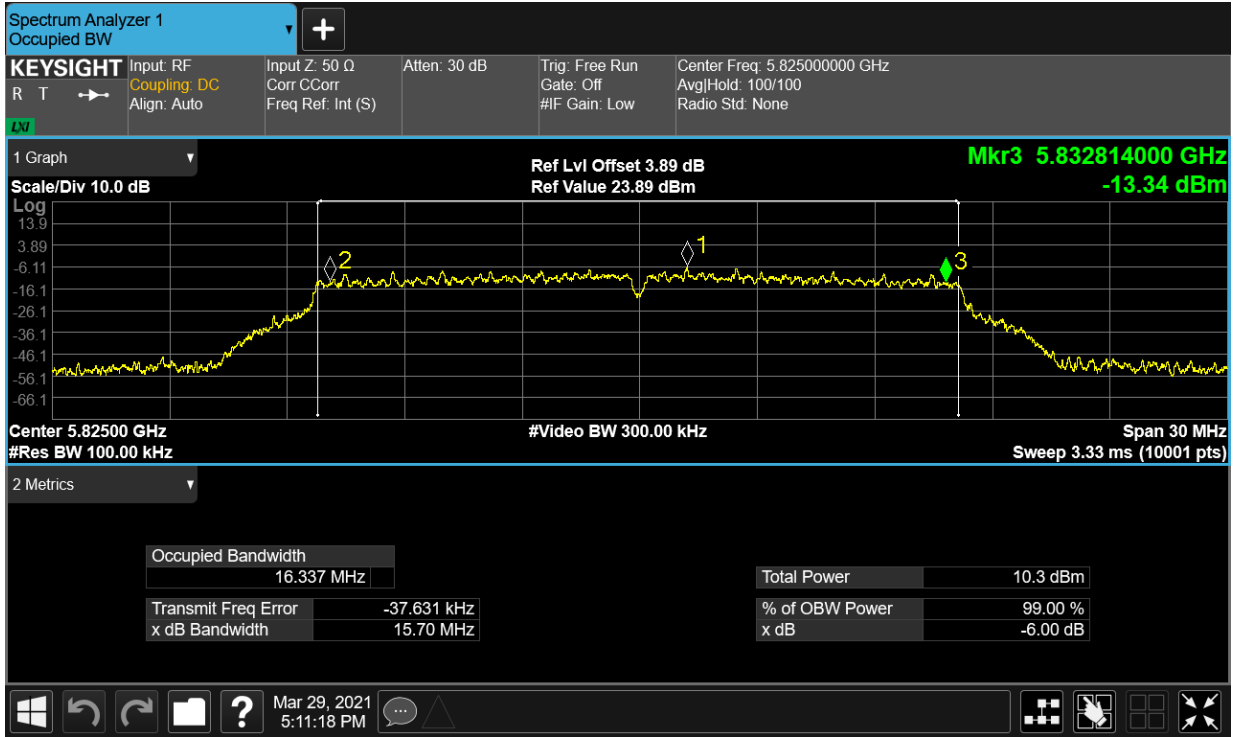 Spectrum Analyzer 1
Occupied BW
KEYSIGHT
R T
LXI
Input: RF
Coupling: DC
Align: Auto
Input Z: 50 Ω
Corr CCorr
Freq Ref: Int (S)
Atten: 30 dB
Trig: Free Run
Gate: Off
#IF Gain: Low
Center Freq: 5.825000000 GHz
Avg|Hold: 100/100
Radio Std: None
1 Graph
Scale/Div 10.0 dB
Ref Lvl Offset 3.89 dB
Ref Value 23.89 dBm
Mkr3 5.832814000 GHz
-13.34 dBm
Log
13.9
3.89
-6.11
-16.1
-26.1
-36.1
-46.1
-56.1
-66.1
2
1
3
Center 5.82500 GHz
#Video BW 300.00 kHz
Span 30 MHz
#Res BW 100.00 kHz
Sweep 3.33 ms (10001 pts)
2 Metrics
Occupied Bandwidth
16.337 MHz
Total Power 10.3 dBm
Transmit Freq Error -37.631 kHz
% of OBW Power 99.00 %
x dB Bandwidth 15.70 MHz
x dB -6.00 dB
?
Mar 29, 2021
5:11:18 PM